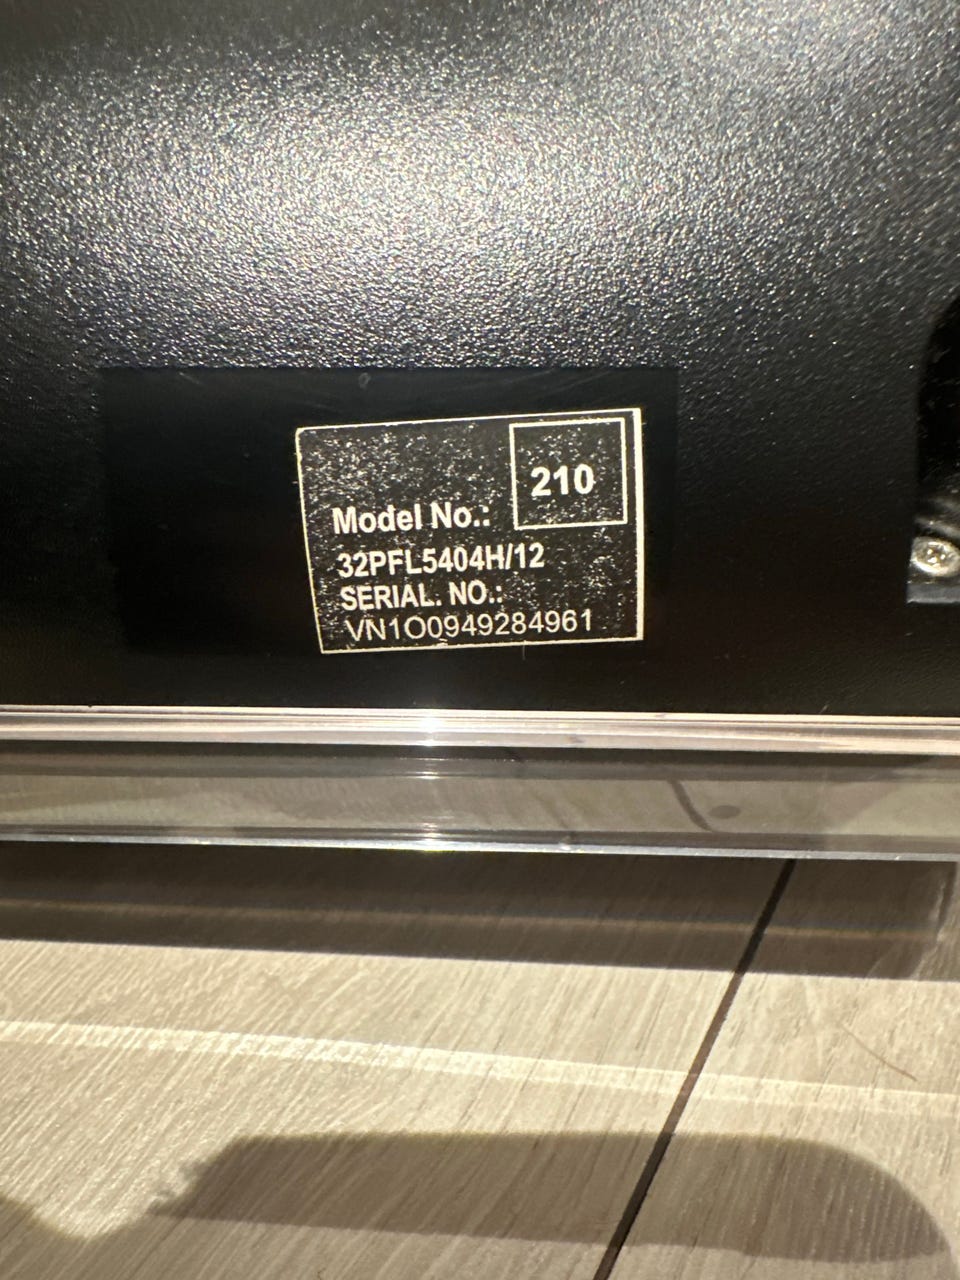 210
Model No.:
32PFL5404H/12
SERIAL. NO.:
VN1O0949284961